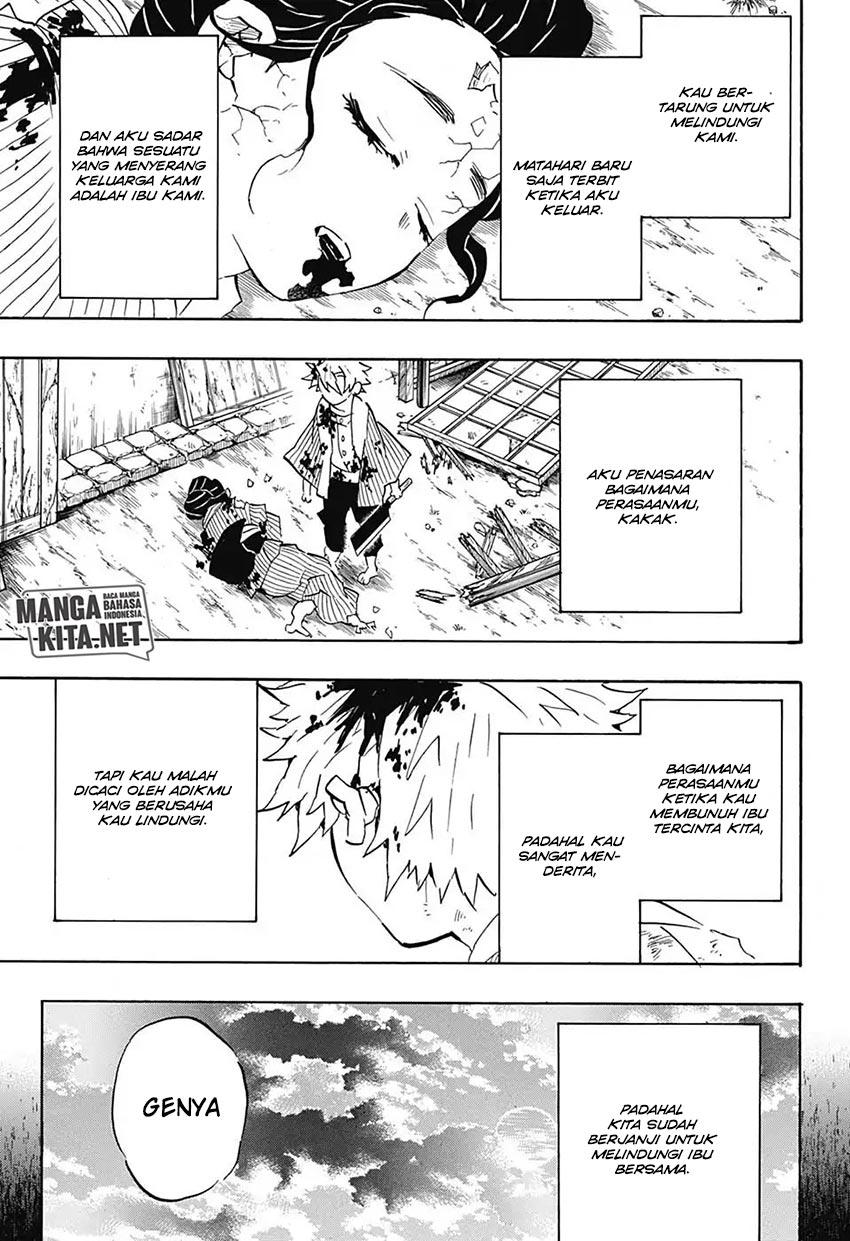 KAU BER-
TARUNG UNTUK
MELINDUNGI
KAMI.
MATAHARI BARU
SAJA TERBIT
KETIKA AKU
KELUAR.
DAN AKU SADAR
BAHWA SESUATU
YANG MENYERANG
KELUARGA KAMI
ADALAH IBU KAMI.
AKU PENASARAN
BAGAIMANA
PERASAANMU,
KAKAK.
MANGA
KITA.NET
BACA MANGA
BAHASA
INDONESIA
BAGAIMANA
PERASAANMU
KETIKA KAU
MEMBUNUH IBU
TERCINTA KITA,
PADAHAL KAU
SANGAT MEN-
DERITA,
TAPI KAU MALAH
DICACI OLEH ADIKMU
YANG BERUSAHA
KAU LINDUNGI.
PADAHAL
KITA SUDAH
BERJANJI UNTUK
MELINDUNGI IBU
BERSAMA.
GENYA